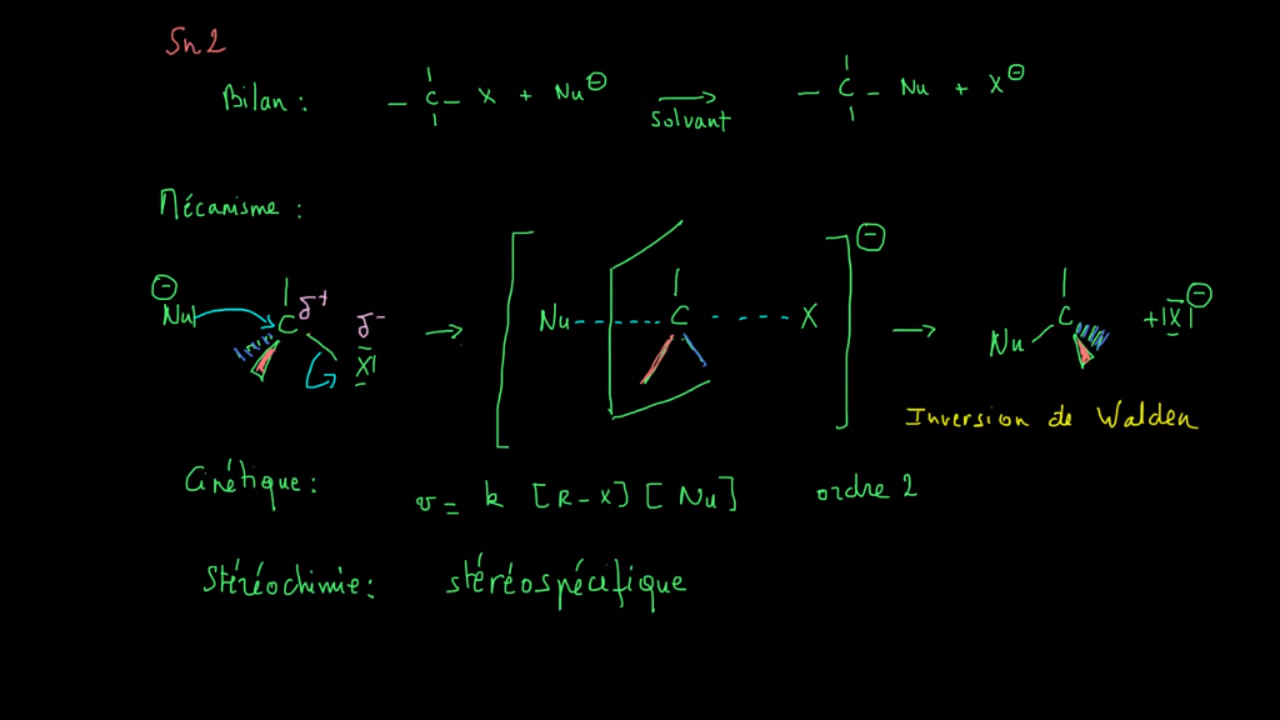 Sn2
Bilan : – C – X + Nu⊖ → – C – Nu + X⊖
solvant
Mécanisme :
⊖ Nu| C δ+ δ- X| → [ Nu C X ] ⊖ → Nu C + |X| ⊖
Inversion de Walden
Cinétique : v = k [R-X] [Nu] ordre 2
Stéréochimie : stéréospécifique